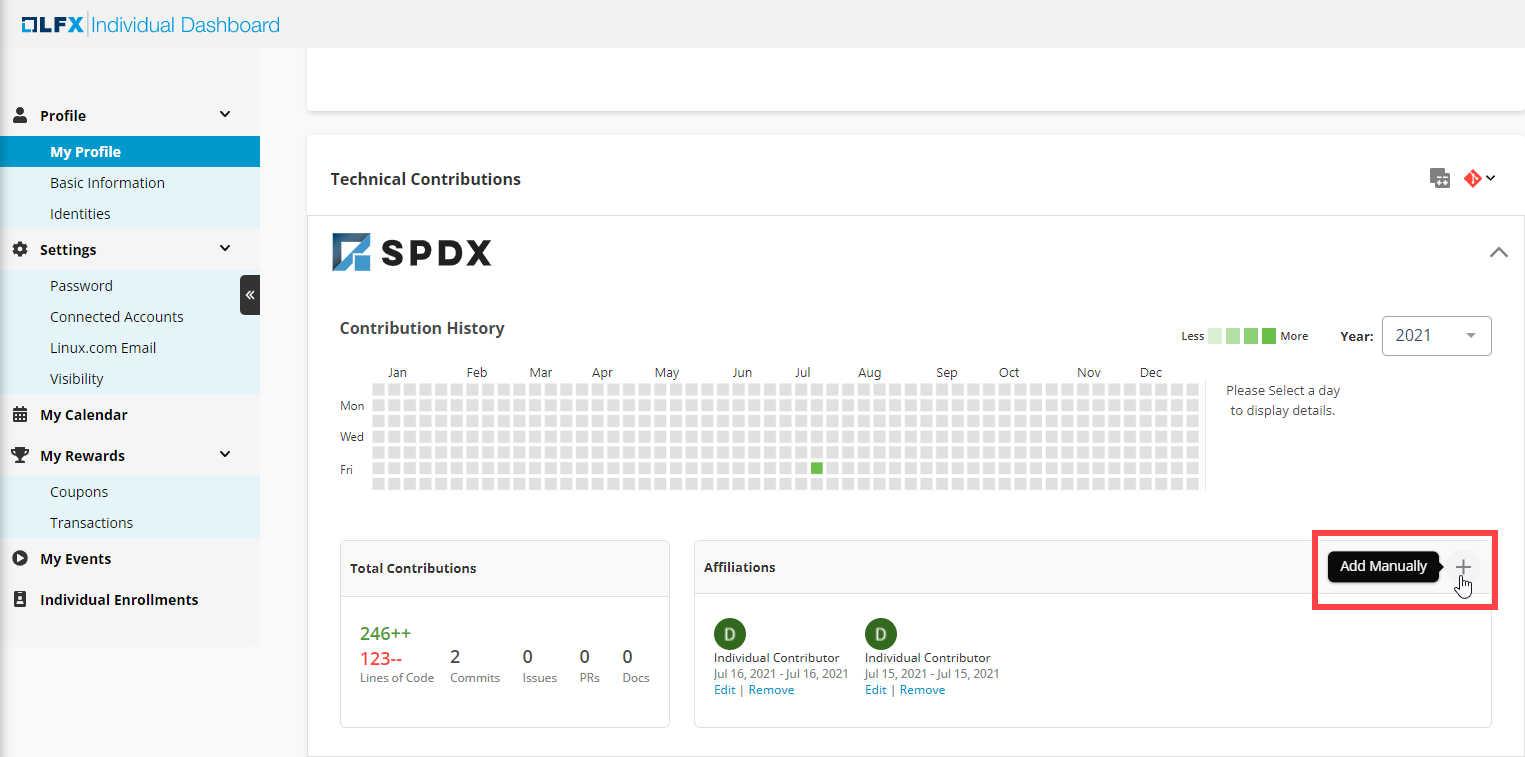 LFX Individual Dashboard
Profile
My Profile
Basic Information
Identities
Settings
Password
Connected Accounts
Linux.com Email
Visibility
My Calendar
My Rewards
Coupons
Transactions
My Events
Individual Enrollments
Technical Contributions
SPDX
Contribution History
Less More Year: 2021
Jan Feb Mar Apr May Jun Jul Aug Sep Oct Nov Dec
Mon
Wed
Fri
Please Select a day
to display details.
Total Contributions
246++
123-- 2 0 0 0
Lines of Code Commits Issues PRs Docs
Affiliations
Add Manually
D
Individual Contributor
Jul 16, 2021 - Jul 16, 2021
Edit | Remove
D
Individual Contributor
Jul 15, 2021 - Jul 15, 2021
Edit | Remove